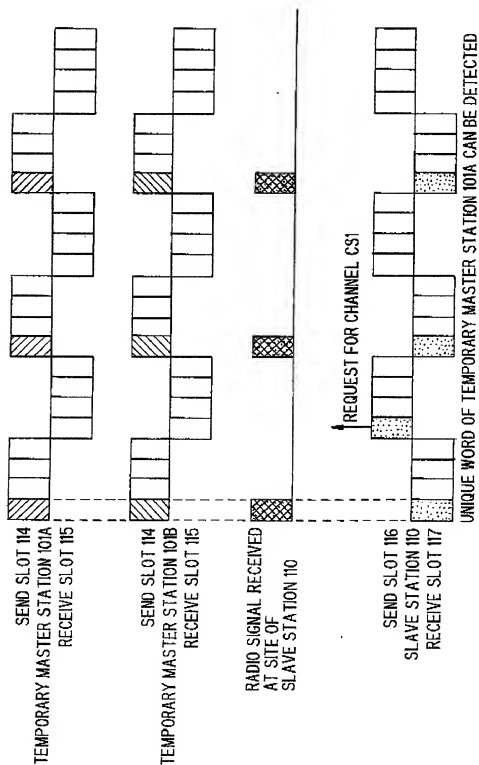 SEND SLOT 114
TEMPORARY MASTER STATION 101A
RECEIVE SLOT 115
SEND SLOT 114
TEMPORARY MASTER STATION 101B
RECEIVE SLOT 115
RADIO SIGNAL RECEIVED
AT SITE OF
SLAVE STATION 110
REQUEST FOR CHANNEL CS1
SEND SLOT 116
SLAVE STATION 110
RECEIVE SLOT 117
UNIQUE WORD OF TEMPORARY MASTER STATION 101A CAN BE DETECTED